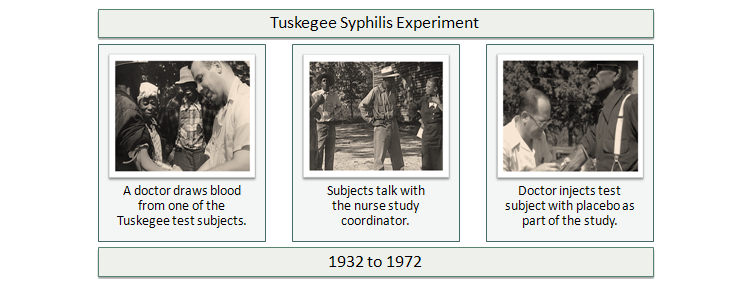 Tuskegee Syphilis Experiment
A doctor draws blood
from one of the
Tuskegee test subjects.
Subjects talk with
the nurse study
coordinator.
Doctor injects test
subject with placebo as
part of the study.
1932 to 1972